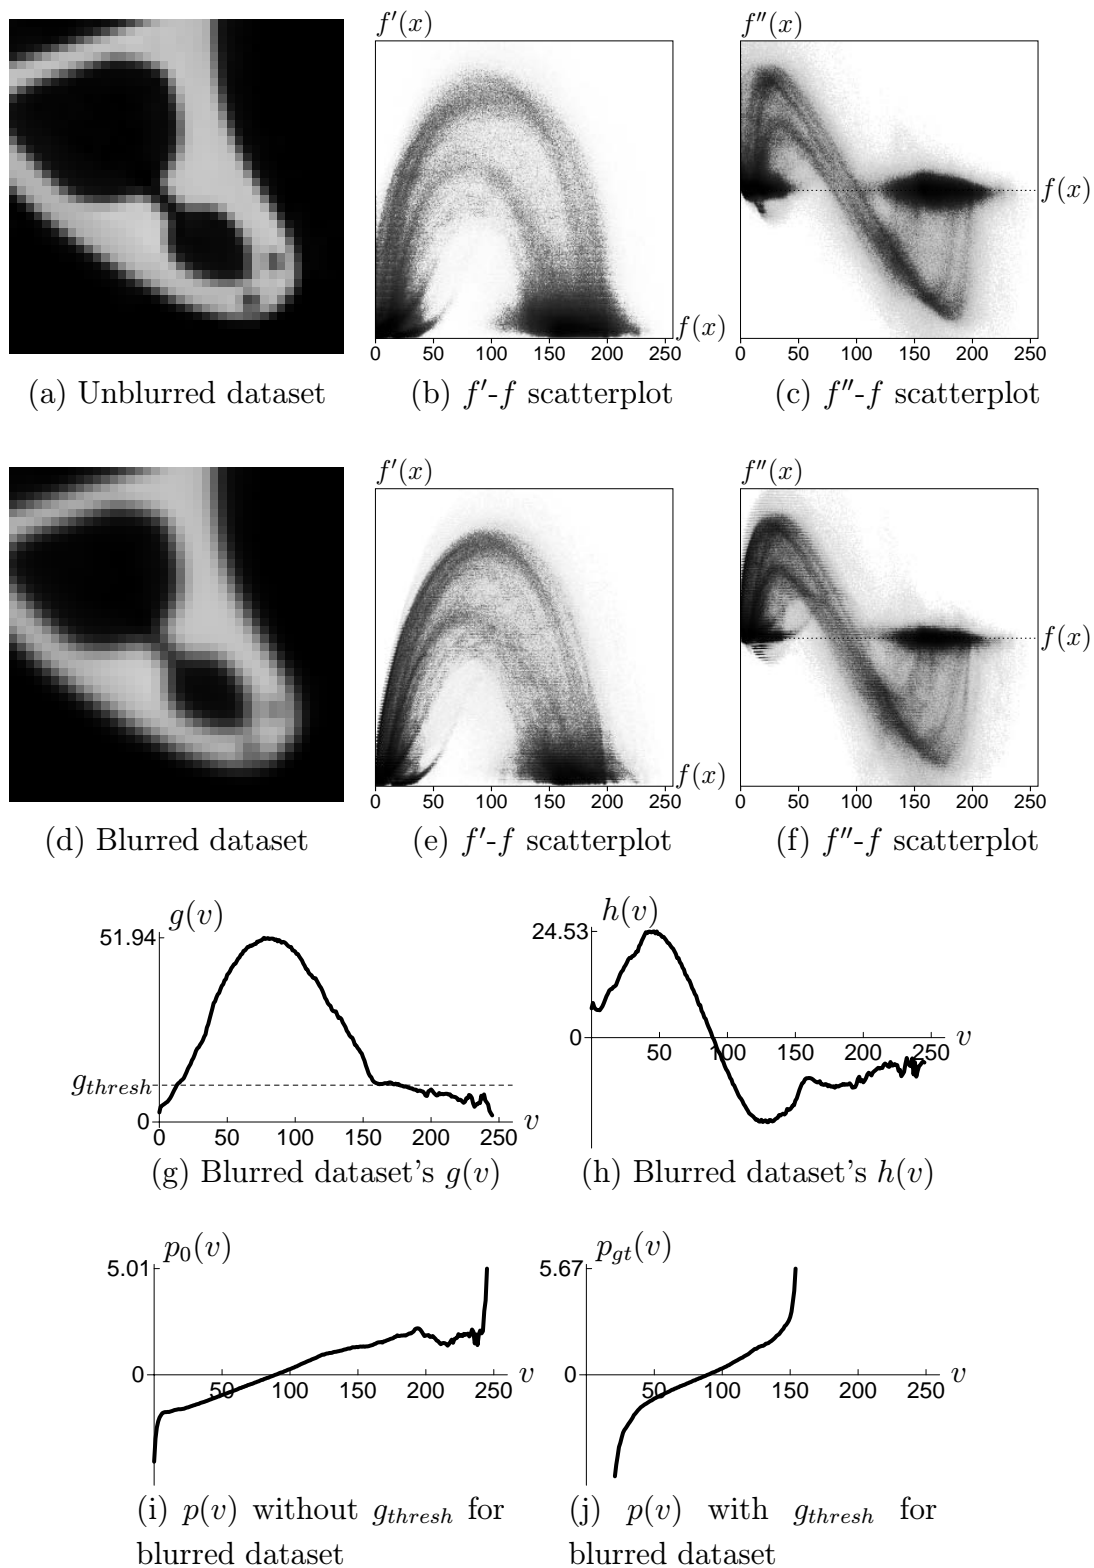 f′(x)
f″(x)
f(x)
f(x)
0 50 100 150 200 250
0 50 100 150 200 250
(a) Unblurred dataset
(b) f′-f scatterplot
(c) f″-f scatterplot
f′(x)
f″(x)
f(x)
f(x)
0 50 100 150 200 250
0 50 100 150 200 250
(d) Blurred dataset
(e) f′-f scatterplot
(f) f″-f scatterplot
g(v)
51.94
g_thresh
0
0 50 100 150 200 250
v
(g) Blurred dataset's g(v)
h(v)
24.53
0
50 100 150 200 250
v
(h) Blurred dataset's h(v)
p₀(v)
5.01
0
50 100 150 200 250
v
(i) p(v) without g_thresh for
blurred dataset
p_gt(v)
5.67
0
50 100 150 200 250
v
(j) p(v) with g_thresh for
blurred dataset